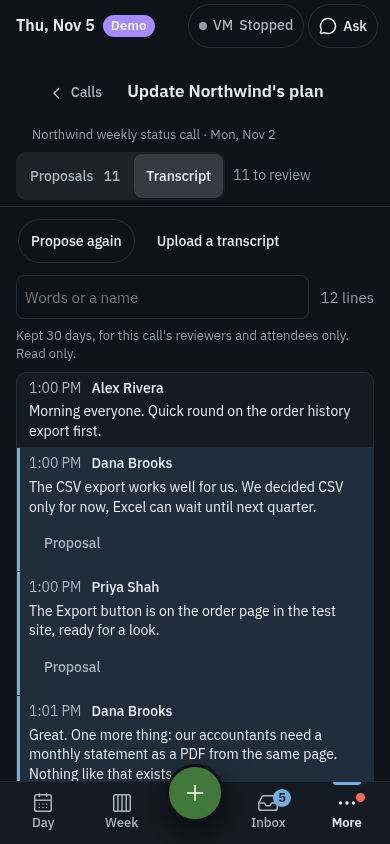 Thu, Nov 5 Demo VM Stopped Ask
Calls Update Northwind's plan
Northwind weekly status call · Mon, Nov 2
Proposals 11 Transcript 11 to review
Propose again Upload a transcript
Words or a name 12 lines
Kept 30 days, for this call's reviewers and attendees only.
Read only.
1:00 PM Alex Rivera
Morning everyone. Quick round on the order history
export first.
1:00 PM Dana Brooks
The CSV export works well for us. We decided CSV
only for now, Excel can wait until next quarter.
Proposal
1:00 PM Priya Shah
The Export button is on the order page in the test
site, ready for a look.
Proposal
1:01 PM Dana Brooks
Great. One more thing: our accountants need a
monthly statement as a PDF from the same page.
Nothing like that exists
Day Week Inbox 5 More